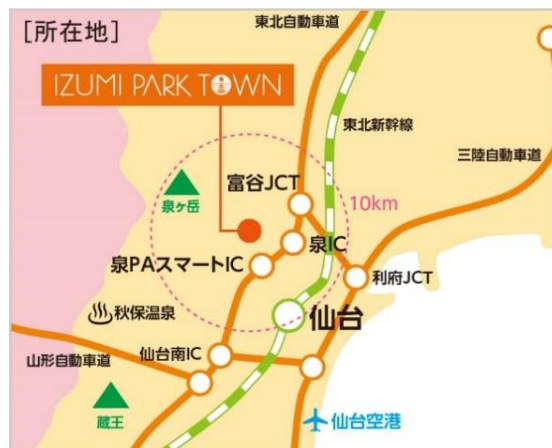 [所在地]
東北自動車道
IZUMI PARK TOWN
東北新幹線
三陸自動車道
富谷JCT
10km
泉ヶ岳
泉IC
泉PAスマートIC
利府JCT
秋保温泉
仙台
仙台南IC
山形自動車道
蔵王
仙台空港